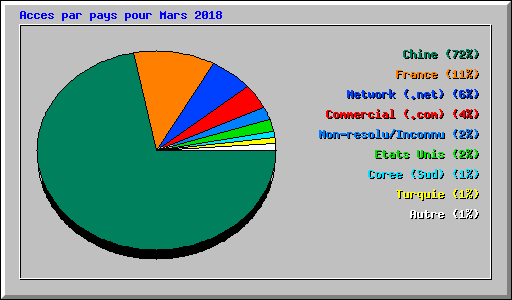 Acces par pays pour Mars 2018
Chine (72%)
France (11%)
Network (.net) (6%)
Commercial (.com) (4%)
Non-resolu/Inconnu (2%)
Etats Unis (2%)
Coree (Sud) (1%)
Turquie (1%)
Autre (1%)